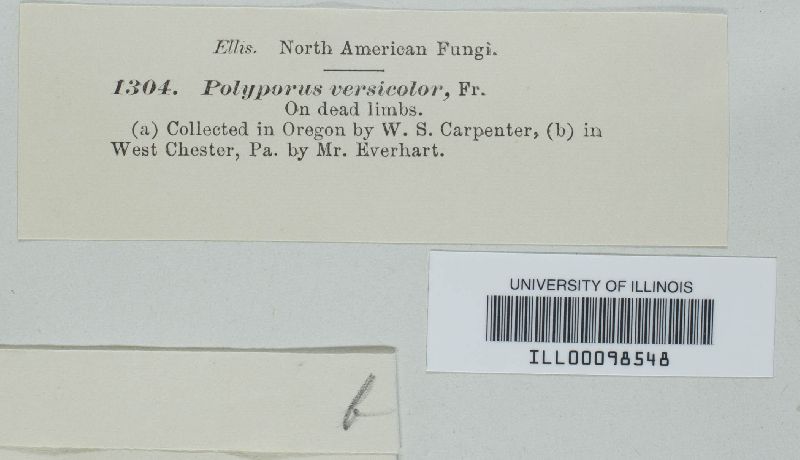 Ellis. North American Fungi.
1304. Polyporus versicolor, Fr.
On dead limbs.
(a) Collected in Oregon by W. S. Carpenter, (b) in
West Chester, Pa. by Mr. Everhart.
UNIVERSITY OF ILLINOIS
ILL00098548
b